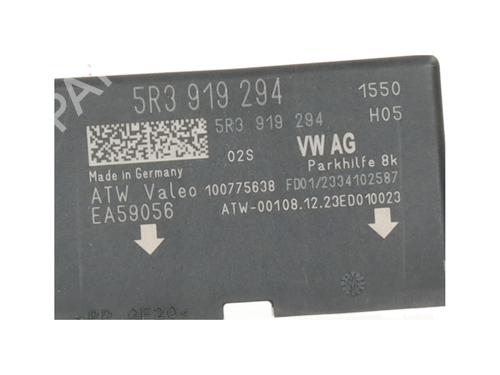 5R3 919 294 1550
5R3 919 294 H05
02S VW AG
Made in Germany Parkhilfe 8k
ATW Valeo 100775638 FD01/2334102587
EA59056 ATW-00108.12.23ED010023